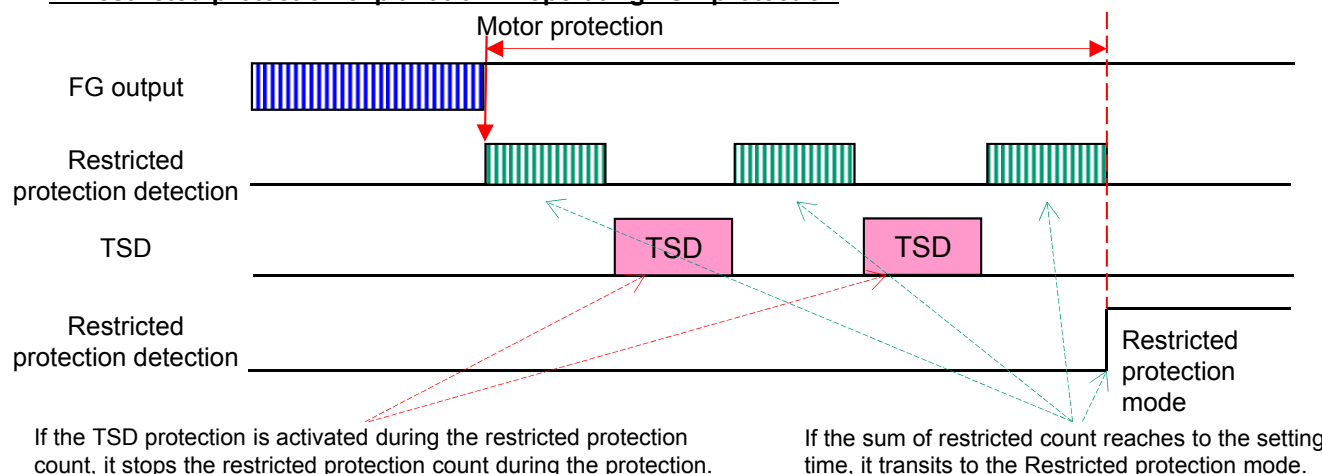 Motor protection
FG output
Restricted
protection detection
TSD
TSD
TSD
Restricted
protection detection
Restricted
protection
mode
If the TSD protection is activated during the restricted protection
count, it stops the restricted protection count during the protection.
If the sum of restricted count reaches to the setting
time, it transits to the Restricted protection mode.